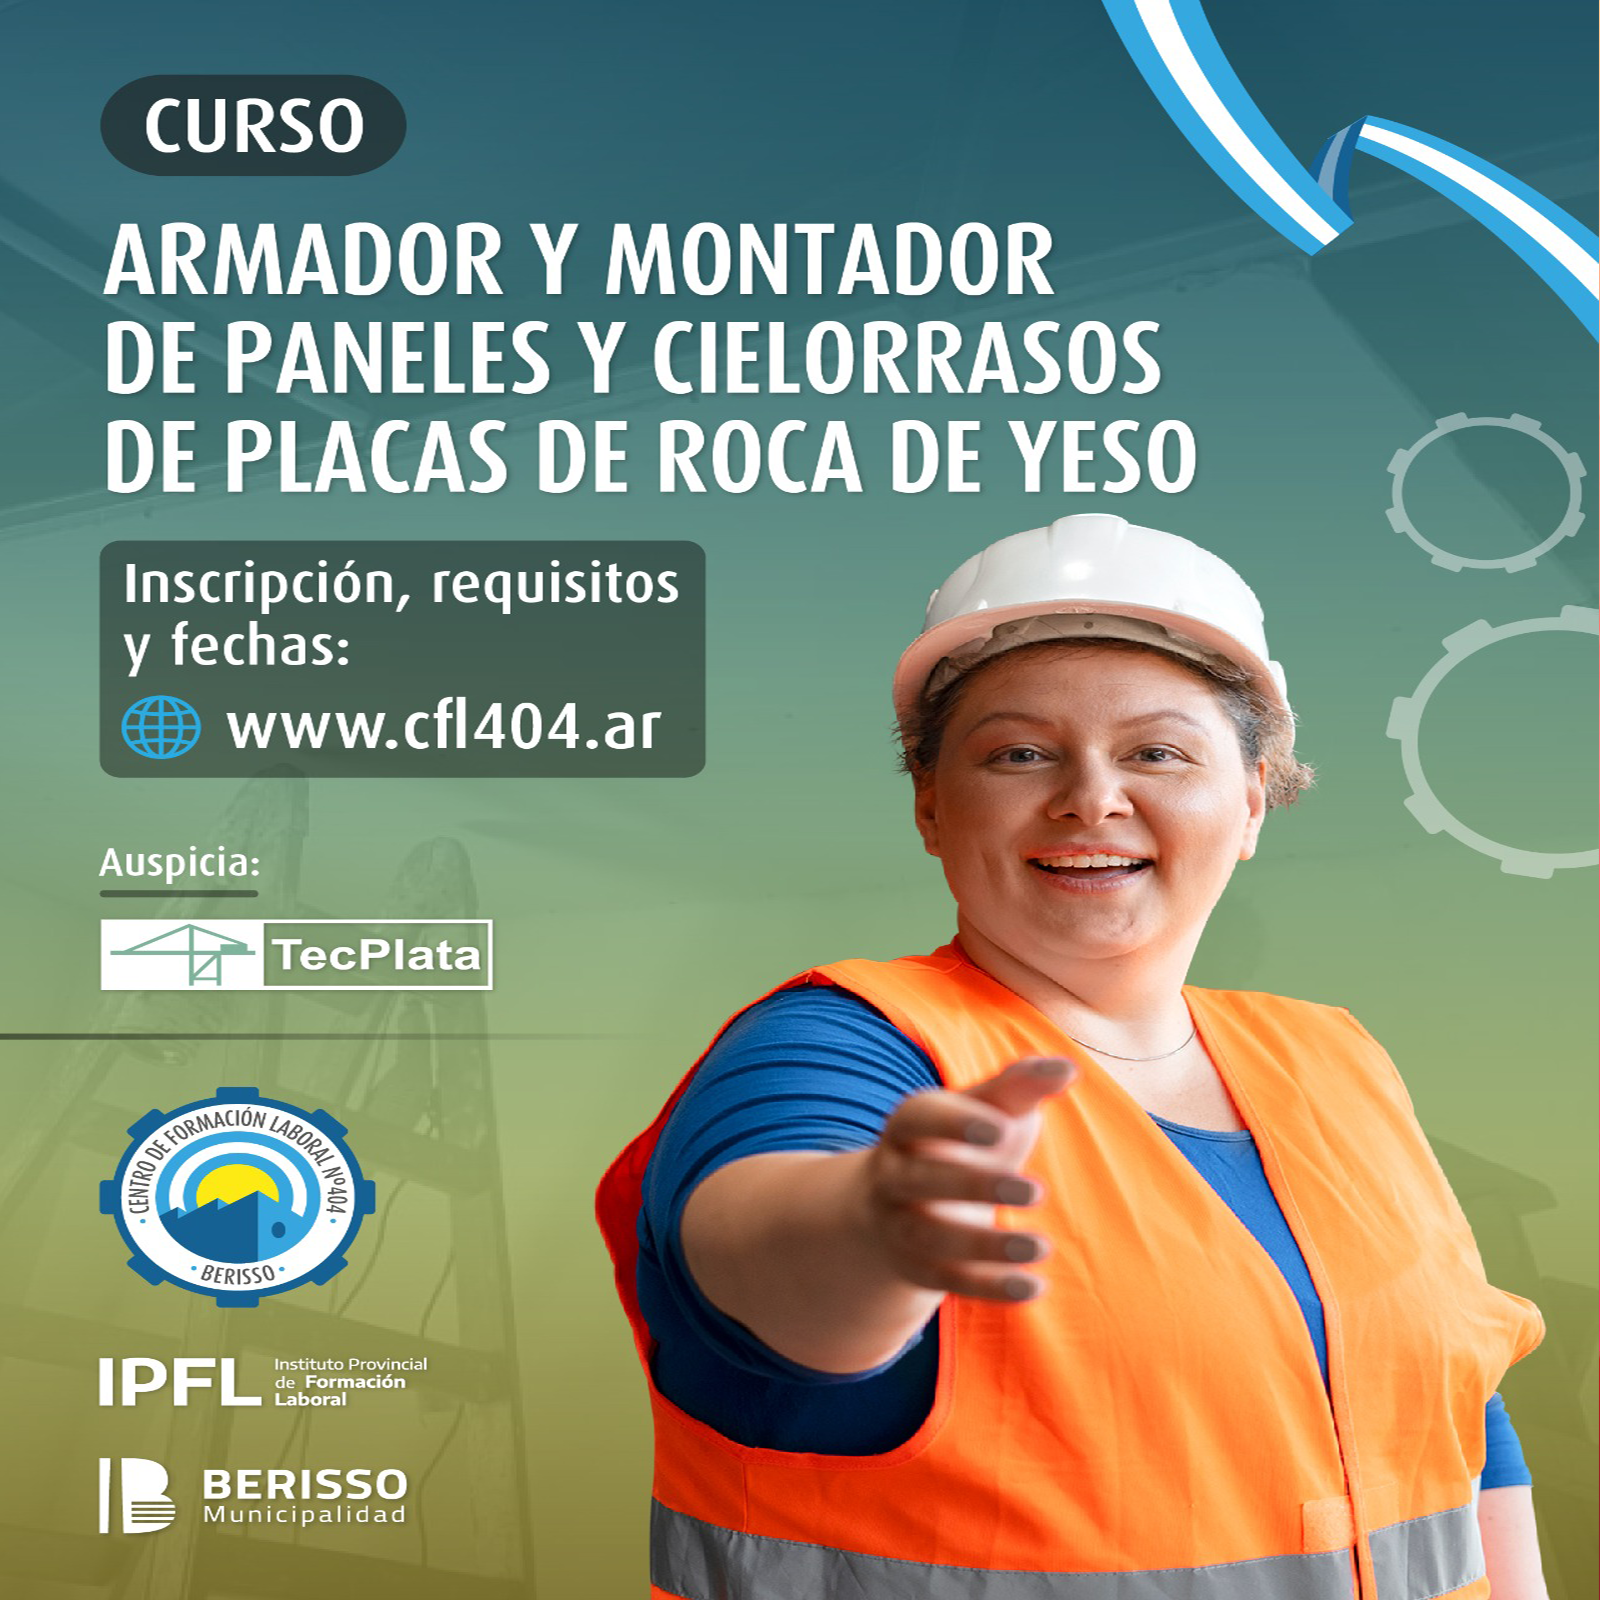 CURSO
ARMADOR Y MONTADOR
DE PANELES Y CIELORRASOS
DE PLACAS DE ROCA DE YESO
Inscripción, requisitos
y fechas:
www.cfl404.ar
Auspicia:
TecPlata
CENTRO DE FORMACIÓN LABORAL Nº404
· BERISSO ·
IPFL
Instituto Provincial
de Formación
Laboral
BERISSO
Municipalidad